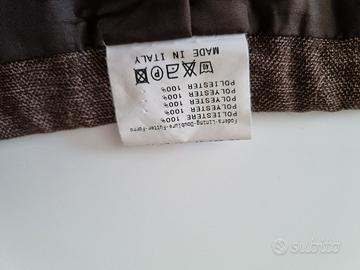 Fodera-Lining-Doublure-Futter-Forro
POLIESTERE 100%
POLYESTER 100%
POLYESTER 100%
POLYESTER 100%
POLIESTER 100%
MADE IN ITALY
subito